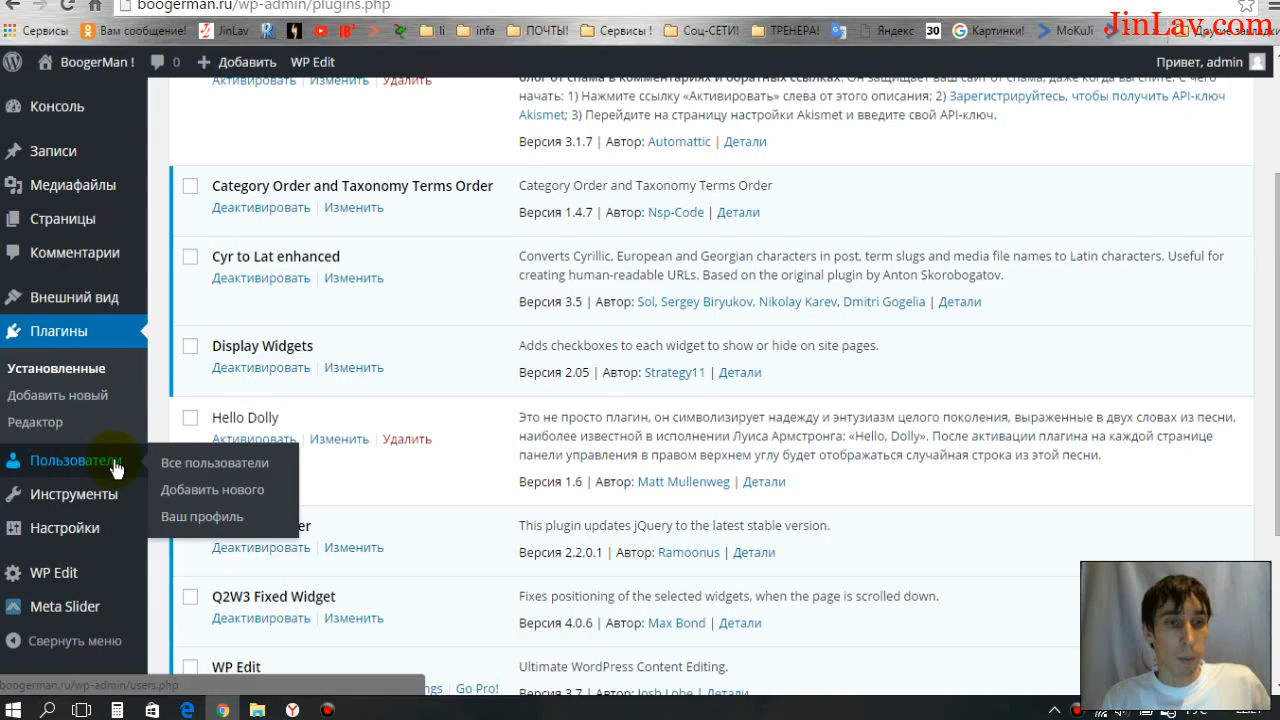 boogerman.ru/wp-admin/plugins.php
JinLav.com
Сервисы
Вам сообщение!
JinLav
li
infa
ПОЧТЫ!
Сервисы !
Соц-СЕТИ!
ТРЕНЕРА!
Яндекс
30
Картинки!
MoKuJi
Другие закладки
BoogerMan !
0
Добавить
WP Edit
Привет, admin
Консоль
Записи
Медиафайлы
Страницы
Комментарии
Внешний вид
Плагины
Установленные
Добавить новый
Редактор
Пользователи
Инструменты
Настройки
WP Edit
Meta Slider
Свернуть меню
Все пользователи
Добавить нового
Ваш профиль
Активировать | Изменить | Удалить
блог от спама в комментариях и обратных ссылках. Он защищает ваш сайт от спама, даже когда вы спите. С чего
начать: 1) Нажмите ссылку «Активировать» слева от этого описания; 2) Зарегистрируйтесь, чтобы получить API-ключ
Akismet; 3) Перейдите на страницу настройки Akismet и введите свой API-ключ.
Версия 3.1.7 | Автор: Automattic | Детали
Category Order and Taxonomy Terms Order
Деактивировать | Изменить
Category Order and Taxonomy Terms Order
Версия 1.4.7 | Автор: Nsp-Code | Детали
Cyr to Lat enhanced
Деактивировать | Изменить
Converts Cyrillic, European and Georgian characters in post, term slugs and media file names to Latin characters. Useful for
creating human-readable URLs. Based on the original plugin by Anton Skorobogatov.
Версия 3.5 | Автор: Sol, Sergey Biryukov, Nikolay Karev, Dmitri Gogelia | Детали
Display Widgets
Деактивировать | Изменить
Adds checkboxes to each widget to show or hide on site pages.
Версия 2.05 | Автор: Strategy11 | Детали
Hello Dolly
Активировать | Изменить | Удалить
Это не просто плагин, он символизирует надежду и энтузиазм целого поколения, выраженные в двух словах из песни,
наиболее известной в исполнении Луиса Армстронга: «Hello, Dolly». После активации плагина на каждой странице
панели управления в правом верхнем углу будет отображаться случайная строка из этой песни.
Версия 1.6 | Автор: Matt Mullenweg | Детали
Деактивировать | Изменить
This plugin updates jQuery to the latest stable version.
Версия 2.2.0.1 | Автор: Ramoonus | Детали
Q2W3 Fixed Widget
Деактивировать | Изменить
Fixes positioning of the selected widgets, when the page is scrolled down.
Версия 4.0.6 | Автор: Max Bond | Детали
WP Edit
Go Pro!
Ultimate WordPress Content Editing.
Версия 3.7 | Автор: Josh Lobe | Детали
boogerman.ru/wp-admin/users.php